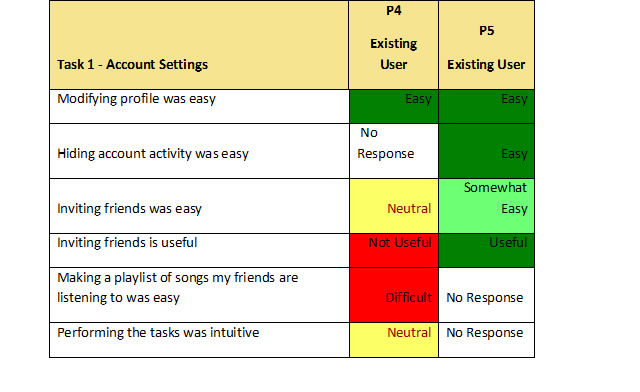 P4
Existing
User
P5
Existing User
Task 1 - Account Settings
Modifying profile was easy
Easy
Easy
Hiding account activity was easy
No
Response
Easy
Inviting friends was easy
Neutral
Somewhat
Easy
Inviting friends is useful
Not Useful
Useful
Making a playlist of songs my friends are
listening to was easy
Difficult
No Response
Performing the tasks was intuitive
Neutral
No Response